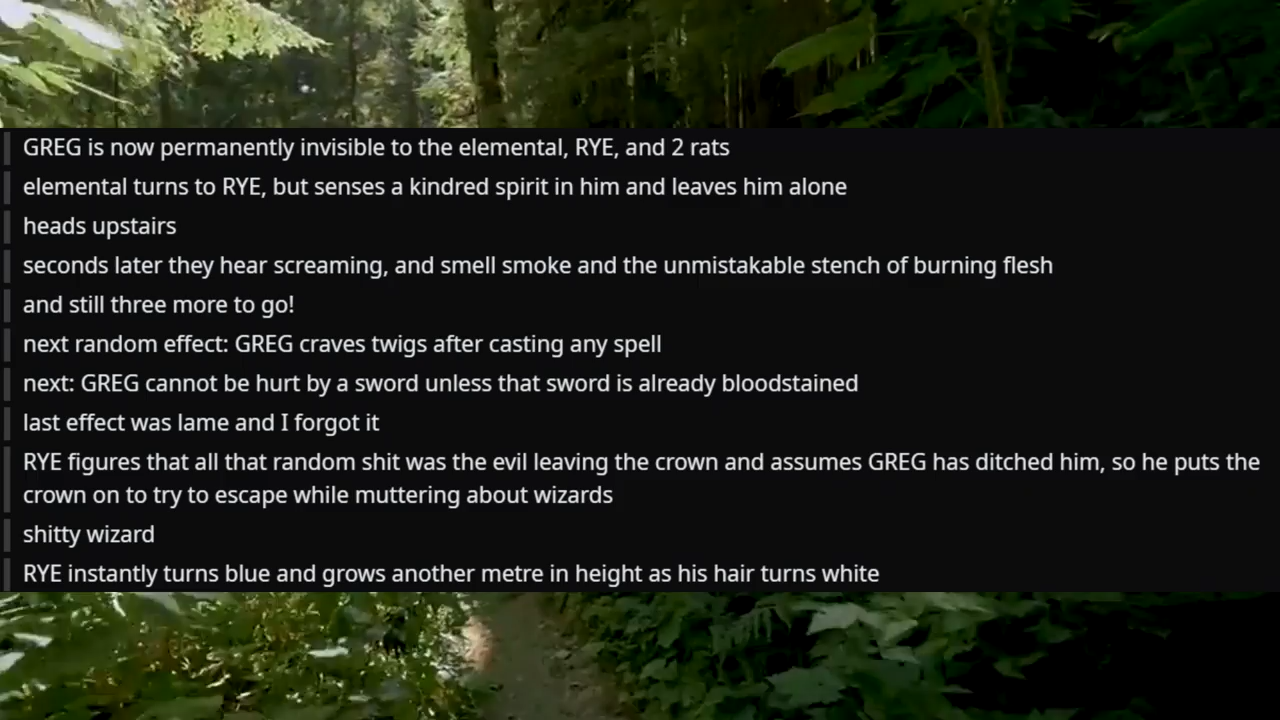 GREG is now permanently invisible to the elemental, RYE, and 2 rats
elemental turns to RYE, but senses a kindred spirit in him and leaves him alone
heads upstairs
seconds later they hear screaming, and smell smoke and the unmistakable stench of burning flesh
and still three more to go!
next random effect: GREG craves twigs after casting any spell
next: GREG cannot be hurt by a sword unless that sword is already bloodstained
last effect was lame and I forgot it
RYE figures that all that random shit was the evil leaving the crown and assumes GREG has ditched him, so he puts the
crown on to try to escape while muttering about wizards
shitty wizard
RYE instantly turns blue and grows another metre in height as his hair turns white